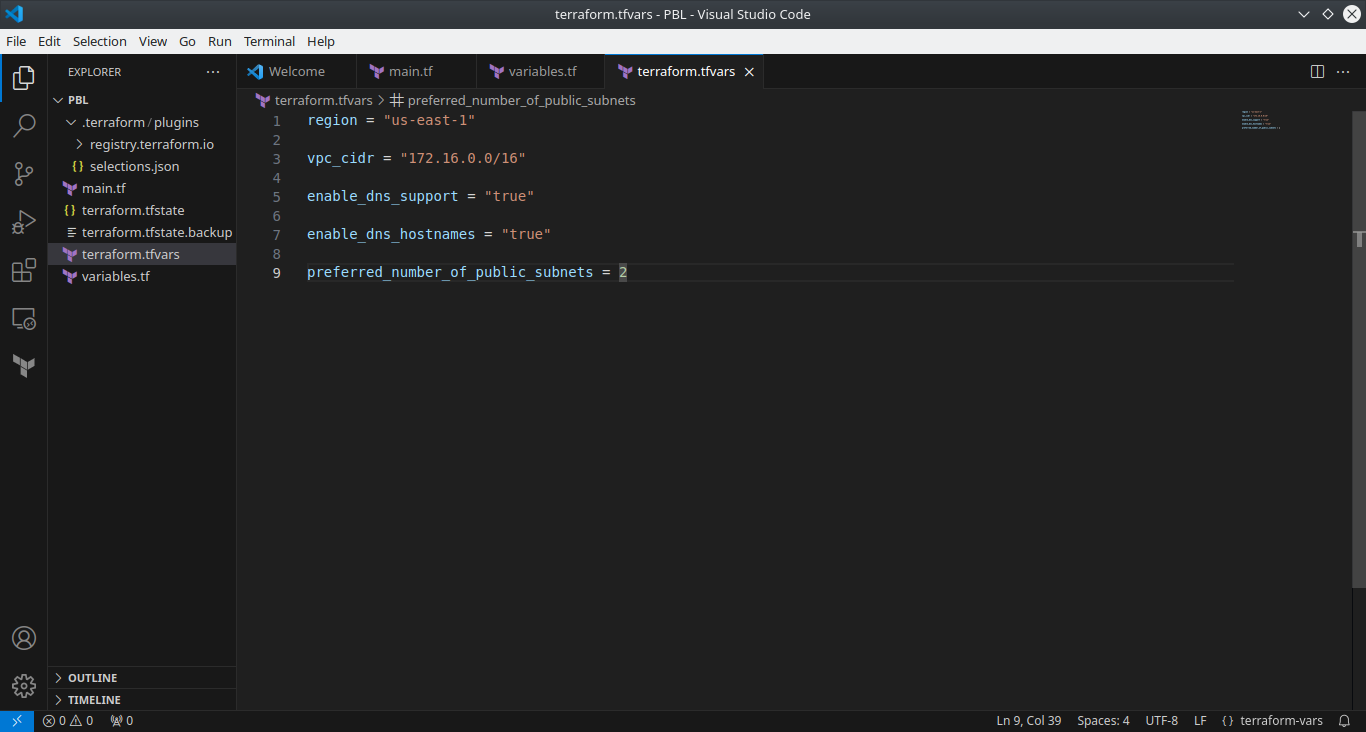 terraform.tfvars - PBL - Visual Studio Code
File Edit Selection View Go Run Terminal Help
EXPLORER
PBL
.terraform / plugins
registry.terraform.io
selections.json
main.tf
terraform.tfstate
terraform.tfstate.backup
terraform.tfvars
variables.tf
OUTLINE
TIMELINE
Welcome main.tf variables.tf terraform.tfvars
terraform.tfvars > preferred_number_of_public_subnets
1 region = "us-east-1"
2
3 vpc_cidr = "172.16.0.0/16"
4
5 enable_dns_support = "true"
6
7 enable_dns_hostnames = "true"
8
9 preferred_number_of_public_subnets = 2
0 0 0 Ln 9, Col 39 Spaces: 4 UTF-8 LF {} terraform-vars